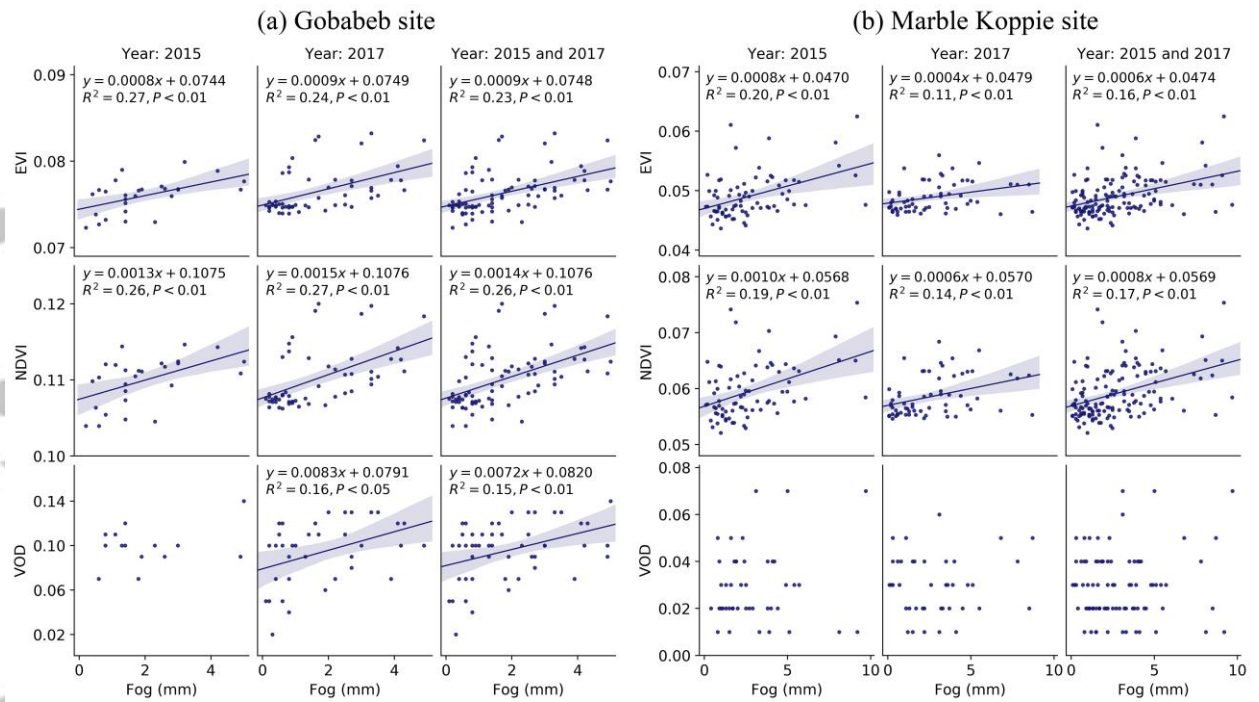 (a) Gobabeb site
Year: 2015
Year: 2017
Year: 2015 and 2017
0.09
y = 0.0008x + 0.0744
R² = 0.27, P < 0.01
y = 0.0009x + 0.0749
R² = 0.24, P < 0.01
y = 0.0009x + 0.0748
R² = 0.23, P < 0.01
EVI
0.08
0.07
y = 0.0013x + 0.1075
R² = 0.26, P < 0.01
y = 0.0015x + 0.1076
R² = 0.27, P < 0.01
y = 0.0014x + 0.1076
R² = 0.26, P < 0.01
0.12
NDVI
0.11
0.10
y = 0.0083x + 0.0791
R² = 0.16, P < 0.05
y = 0.0072x + 0.0820
R² = 0.15, P < 0.01
0.14
VOD
0.10
0.06
0.02
0 2 4
0 2 4
0 2 4
Fog (mm)
Fog (mm)
Fog (mm)
(b) Marble Koppie site
Year: 2015
Year: 2017
Year: 2015 and 2017
0.07
y = 0.0008x + 0.0470
R² = 0.20, P < 0.01
y = 0.0004x + 0.0479
R² = 0.11, P < 0.01
y = 0.0006x + 0.0474
R² = 0.16, P < 0.01
0.06
EVI
0.05
0.04
0.08
y = 0.0010x + 0.0568
R² = 0.19, P < 0.01
y = 0.0006x + 0.0570
R² = 0.14, P < 0.01
y = 0.0008x + 0.0569
R² = 0.17, P < 0.01
0.07
NDVI
0.06
0.05
0.08
0.06
VOD
0.04
0.02
0.00
0 5 10
0 5
0 5 10
Fog (mm)
Fog (mm)
Fog (mm)